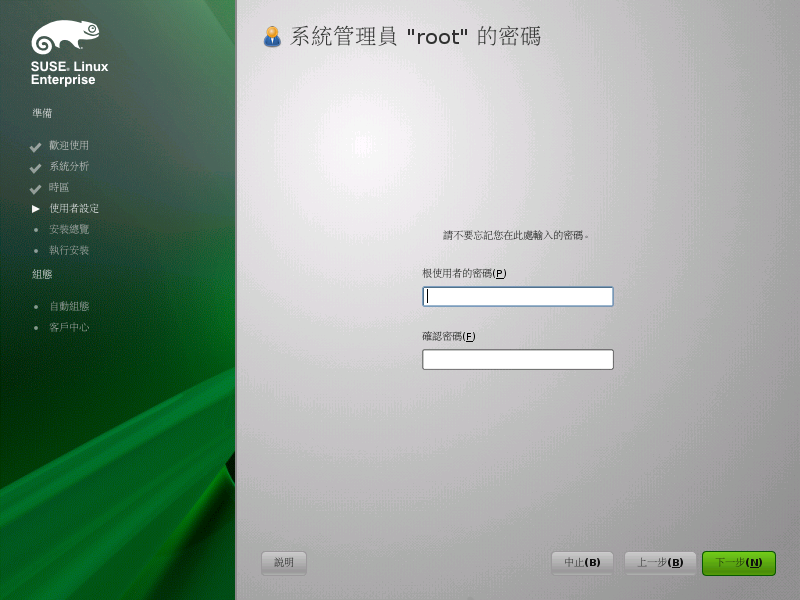 SUSE® Linux
Enterprise
準備
歡迎使用
系統分析
時區
使用者設定
安裝總覽
執行安裝
組態
自動組態
客戶中心
系統管理員 "root" 的密碼
請不要忘記您在此處輸入的密碼。
根使用者的密碼(P)
確認密碼(F)
說明
中止(B)
上一步(B)
下一步(N)